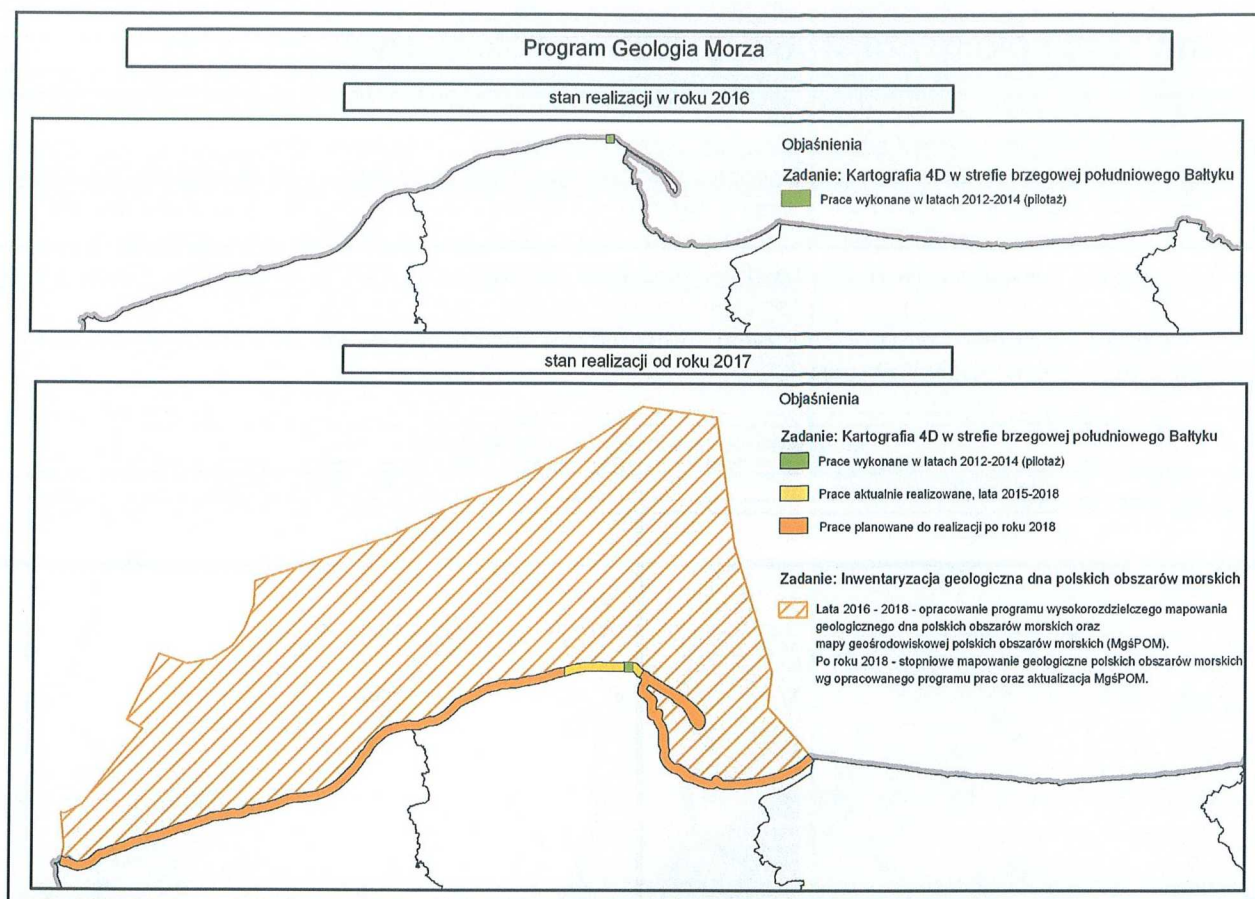 Program Geologia Morza
stan realizacji w roku 2016
Objaśnienia
Zadanie: Kartografia 4D w strefie brzegowej południowego Bałtyku
Prace wykonane w latach 2012-2014 (pilotaż)
stan realizacji od roku 2017
Objaśnienia
Zadanie: Kartografia 4D w strefie brzegowej południowego Bałtyku
Prace wykonane w latach 2012-2014 (pilotaż)
Prace aktualnie realizowane, lata 2015-2018
Prace planowane do realizacji po roku 2018
Zadanie: Inwentaryzacja geologiczna dna polskich obszarów morskich
Lata 2016 - 2018 - opracowanie programu wysokorozdzielczego mapowania
geologicznego dna polskich obszarów morskich oraz
mapy geośrodowiskowej polskich obszarów morskich (MgśPOM).
Po roku 2018 - stopniowe mapowanie geologiczne polskich obszarów morskich
wg opracowanego programu prac oraz aktualizacja MgśPOM.